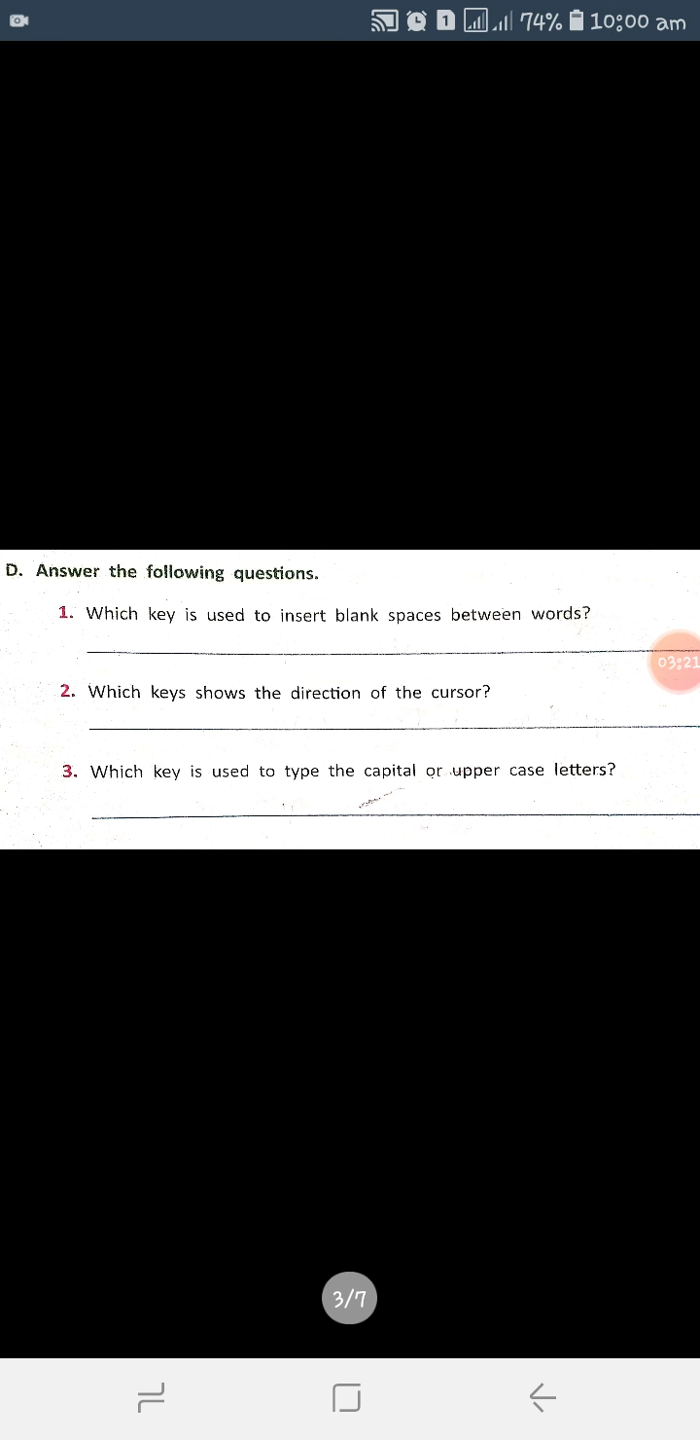 1 74% 10:00 am
D. Answer the following questions.
1. Which key is used to insert blank spaces between words?
03:21
2. Which keys shows the direction of the cursor?
3. Which key is used to type the capital or upper case letters?
3/7